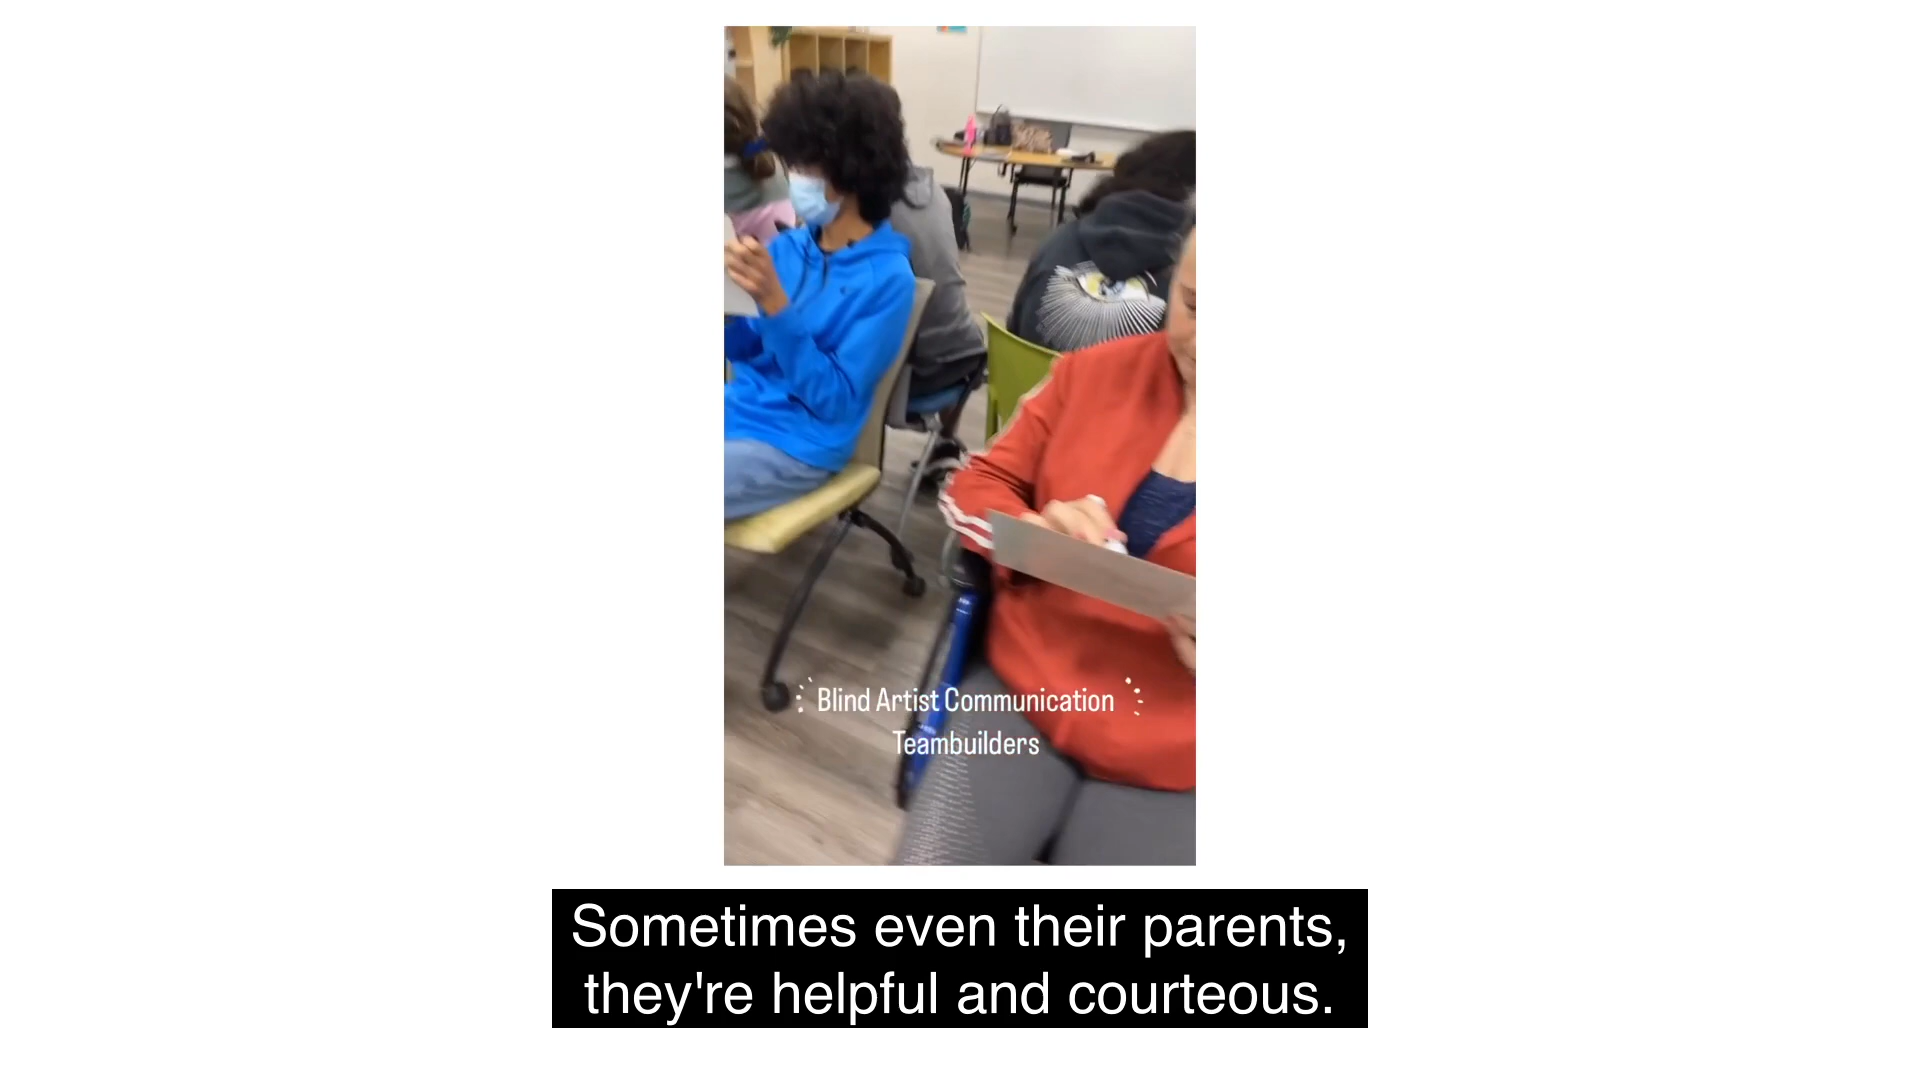 Blind Artist Communication
Teambuilders
Sometimes even their parents,
they're helpful and courteous.